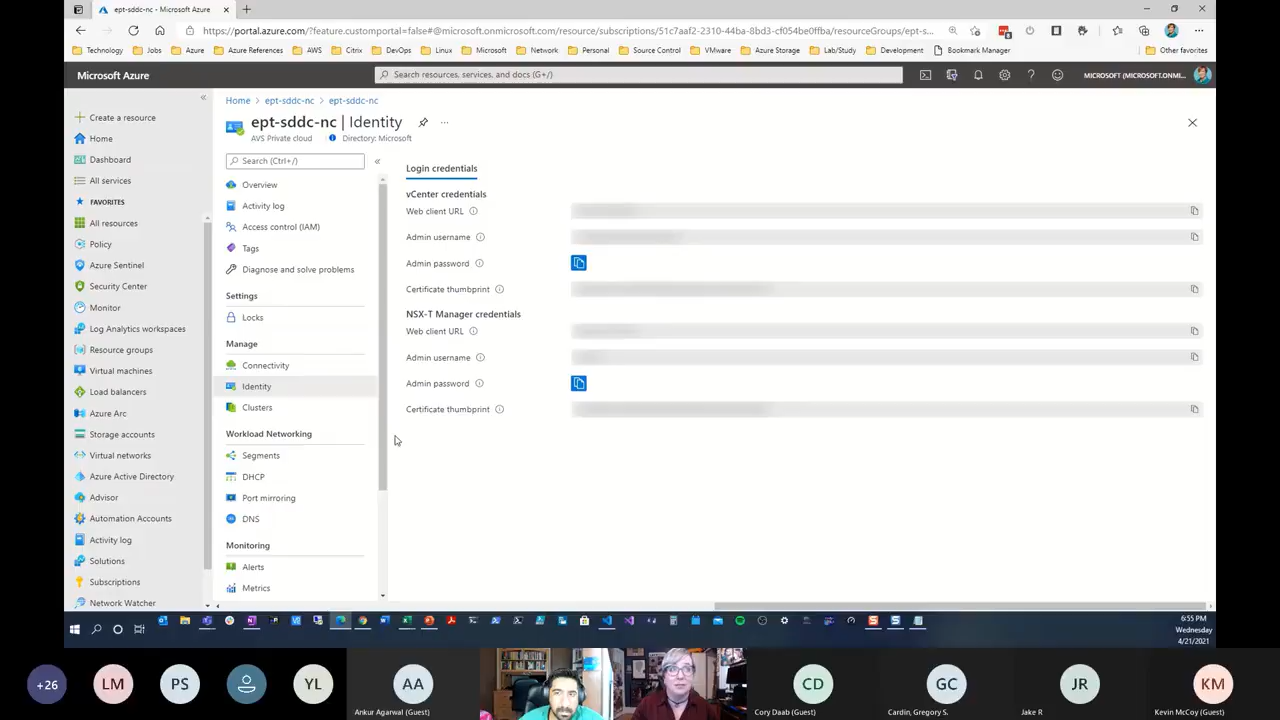 ept-sddc-nc - Microsoft Azure
https://portal.azure.com/?feature.customportal=false#@microsoft.onmicrosoft.com/resource/subscriptions/51c7aaf2-2310-44ba-8bd3-cf054be0ffba/resourceGroups/ept-s...
Technology Jobs Azure Azure References AWS Citrix DevOps Linux Microsoft Network Personal Source Control VMware Azure Storage Lab/Study Development Bookmark Manager Other favorites
Microsoft Azure
Search resources, services, and docs (G+/)
MICROSOFT (MICROSOFT.ONMI...
Create a resource
Home
Dashboard
All services
FAVORITES
All resources
Policy
Azure Sentinel
Security Center
Monitor
Log Analytics workspaces
Resource groups
Virtual machines
Load balancers
Azure Arc
Storage accounts
Virtual networks
Azure Active Directory
Advisor
Automation Accounts
Activity log
Solutions
Subscriptions
Network Watcher
Home > ept-sddc-nc > ept-sddc-nc
ept-sddc-nc | Identity
AVS Private cloud Directory: Microsoft
Search (Ctrl+/)
Overview
Activity log
Access control (IAM)
Tags
Diagnose and solve problems
Settings
Locks
Manage
Connectivity
Identity
Clusters
Workload Networking
Segments
DHCP
Port mirroring
DNS
Monitoring
Alerts
Metrics
Login credentials
vCenter credentials
Web client URL
Admin username
Admin password
Certificate thumbprint
NSX-T Manager credentials
Web client URL
Admin username
Admin password
Certificate thumbprint
6:55 PM
Wednesday
4/21/2021
+26
LM
PS
YL
AA
Ankur Agarwal (Guest)
CD
Cory Daab (Guest)
GC
Cardin, Gregory S.
JR
Jake R
KM
Kevin McCoy (Guest)